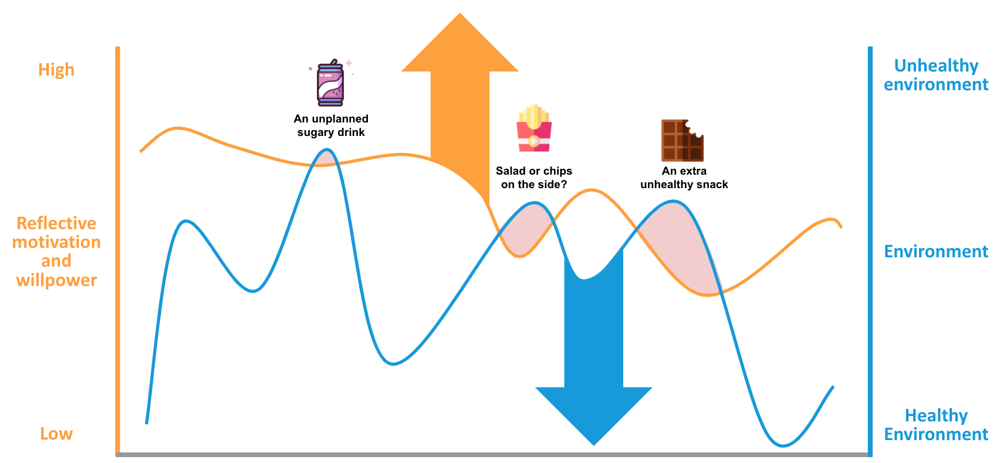 High
Reflective
motivation
and
willpower
Low
An unplanned
sugary drink
Salad or chips
on the side?
An extra
unhealthy snack
Unhealthy
environment
Environment
Healthy
Environment